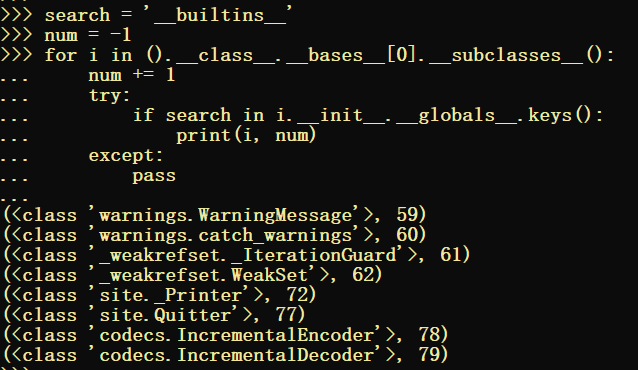 >>> search = '__builtins__'
>>> num = -1
>>> for i in ().__class__.__bases__[0].__subclasses__():
...     num += 1
...     try:
...         if search in i.__init__.__globals__.keys():
...             print(i, num)
...     except:
...         pass
...
(<class 'warnings.WarningMessage'>, 59)
(<class 'warnings.catch_warnings'>, 60)
(<class '_weakrefset._IterationGuard'>, 61)
(<class '_weakrefset.WeakSet'>, 62)
(<class 'site._Printer'>, 72)
(<class 'site.Quitter'>, 77)
(<class 'codecs.IncrementalEncoder'>, 78)
(<class 'codecs.IncrementalDecoder'>, 79)